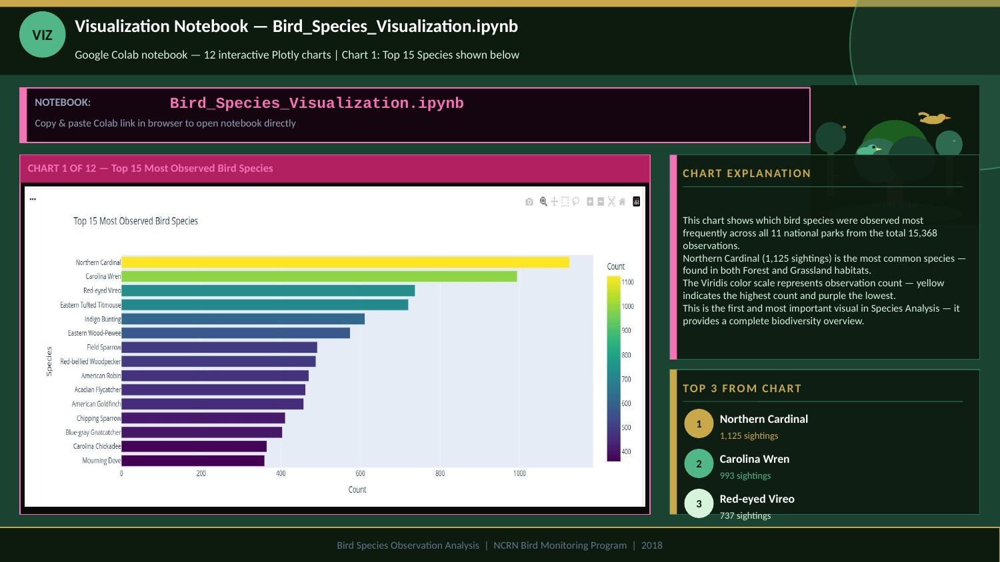 VIZ
Visualization Notebook — Bird_Species_Visualization.ipynb
Google Colab notebook — 12 interactive Plotly charts | Chart 1: Top 15 Species shown below
NOTEBOOK: Bird_Species_Visualization.ipynb
Copy & paste Colab link in browser to open notebook directly
CHART 1 OF 12 — Top 15 Most Observed Bird Species
Top 15 Most Observed Bird Species
Species
Northern Cardinal
Carolina Wren
Red-eyed Vireo
Eastern Tufted Titmouse
Indigo Bunting
Eastern Wood-Pewee
Field Sparrow
Red-bellied Woodpecker
American Robin
Acadian Flycatcher
American Goldfinch
Chipping Sparrow
Blue-gray Gnatcatcher
Carolina Chickadee
Mourning Dove
0 200 400 600 800 1000
Count
Count
1100
1000
900
800
700
600
500
400
CHART EXPLANATION
This chart shows which bird species were observed most
frequently across all 11 national parks from the total 15,368
observations.
Northern Cardinal (1,125 sightings) is the most common species —
found in both Forest and Grassland habitats.
The Viridis color scale represents observation count — yellow
indicates the highest count and purple the lowest.
This is the first and most important visual in Species Analysis — it
provides a complete biodiversity overview.
TOP 3 FROM CHART
1 Northern Cardinal
1,125 sightings
2 Carolina Wren
993 sightings
3 Red-eyed Vireo
737 sightings
Bird Species Observation Analysis | NCRN Bird Monitoring Program | 2018